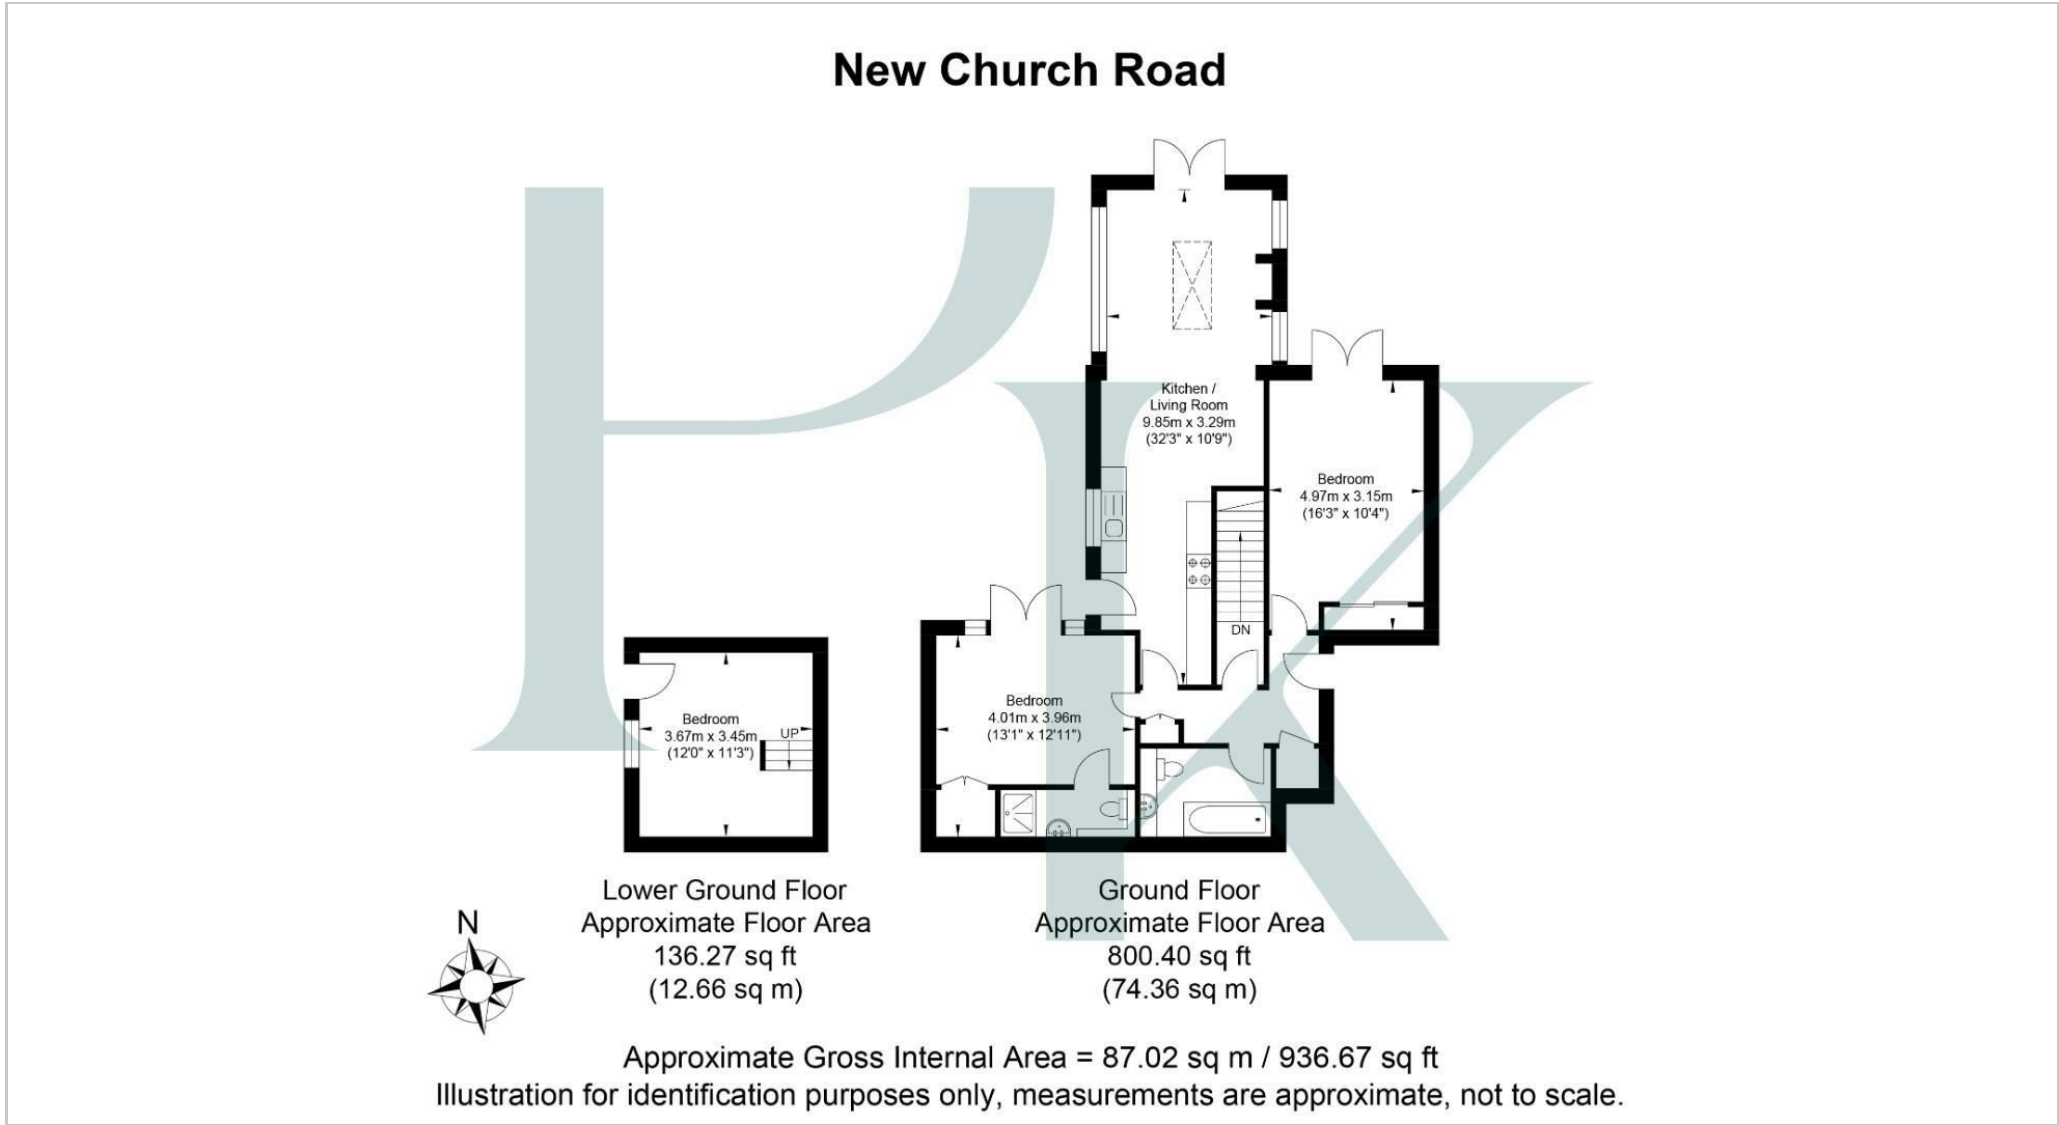 New Church Road
Kitchen /
Living Room
9.85m x 3.29m
(32'3" x 10'9")
Bedroom
4.97m x 3.15m
(16'3" x 10'4")
DN
Bedroom
4.01m x 3.96m
(13'1" x 12'11")
Bedroom
3.67m x 3.45m
(12'0" x 11'3")
UP
Lower Ground Floor
Approximate Floor Area
136.27 sq ft
(12.66 sq m)
Ground Floor
Approximate Floor Area
800.40 sq ft
(74.36 sq m)
N
Approximate Gross Internal Area = 87.02 sq m / 936.67 sq ft
Illustration for identification purposes only, measurements are approximate, not to scale.
PK